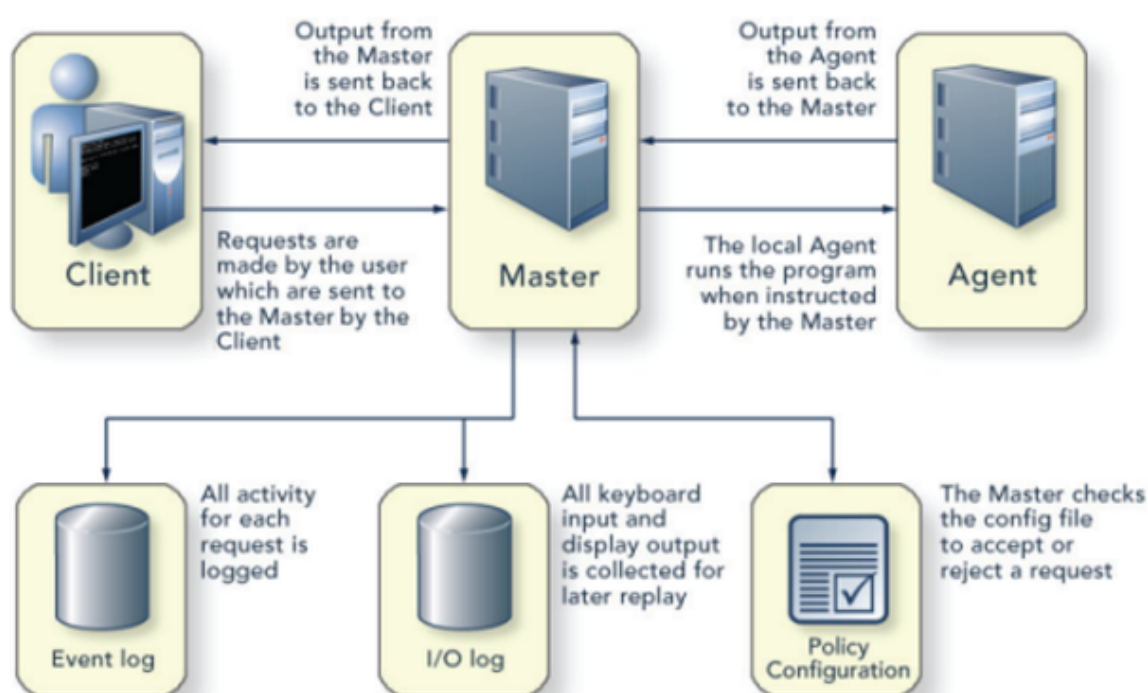 Output from
the Master
is sent back
to the Client
Output from
the Agent
is sent back
to the Master
Client
Requests are
made by the user
which are sent to
the Master by the
Client
Master
The local Agent
runs the program
when instructed
by the Master
Agent
Event log
All activity
for each
request is
logged
I/O log
All keyboard
input and
display output
is collected for
later replay
Policy
Configuration
The Master checks
the config file
to accept or
reject a request